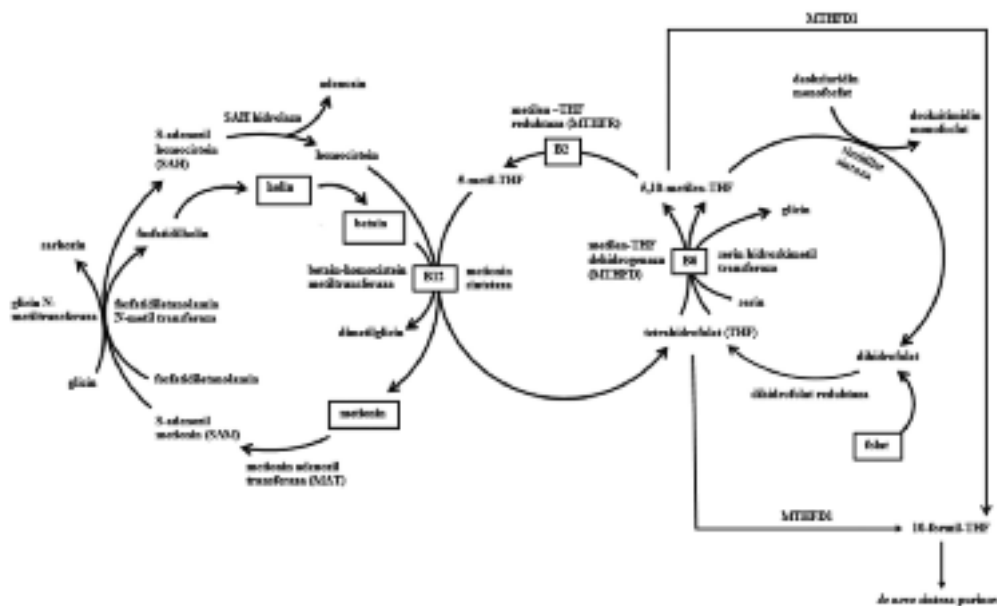 MTHFD1
deoksiuridin
monofosfat
deoksitimidin
monofosfat
timidilat
sintaza
adenozin
SAH hidrolaza
S-adenozil
homocistein
(SAH)
homocistein
metilen -THF
reduktaza (MTHFR)
B2
5-metil-THF
5,10-metilen-THF
holin
betain
fosfatidilholin
sarkozin
glicin
metilen-THF
dehidrogenaza
(MTHFD)
B6
serin hidroksimetil
transferaza
serin
betain-homocistein
metiltransferaza
B12
metionin
sintetaza
glicin N-
metiltransferaza
fosfatidiletanolamin
N-metil transferaza
dimetilglicin
tetrahidrofolat (THF)
dihidrofolat
glicin
fosfatidiletanolamin
dihidrofolat reduktaza
S-adenozil
metionin (SAM)
metionin
folat
metionin adenozil
transferaza (MAT)
MTHFD1
10-formil-THF
de novo sinteza purina